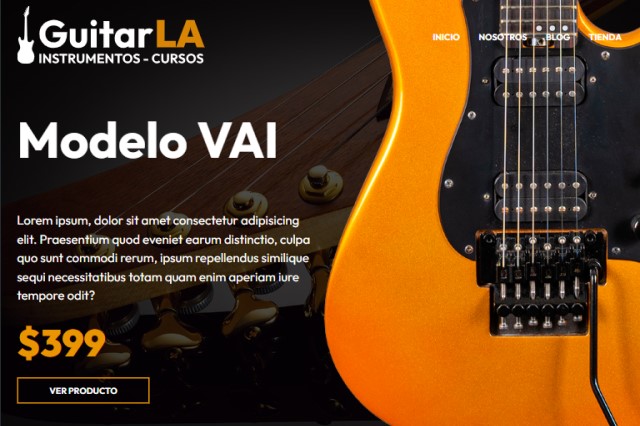 GuitarLA
INSTRUMENTOS - CURSOS
INICIO NOSOTROS BLOG TIENDA
Modelo VAI
Lorem ipsum, dolor sit amet consectetur adipisicing
elit. Praesentium quod eveniet earum distinctio, culpa
quo sunt commodi rerum, ipsum repellendus similique
sequi necessitatibus totam quam enim aperiam iure
tempore odit?
$399
VER PRODUCTO